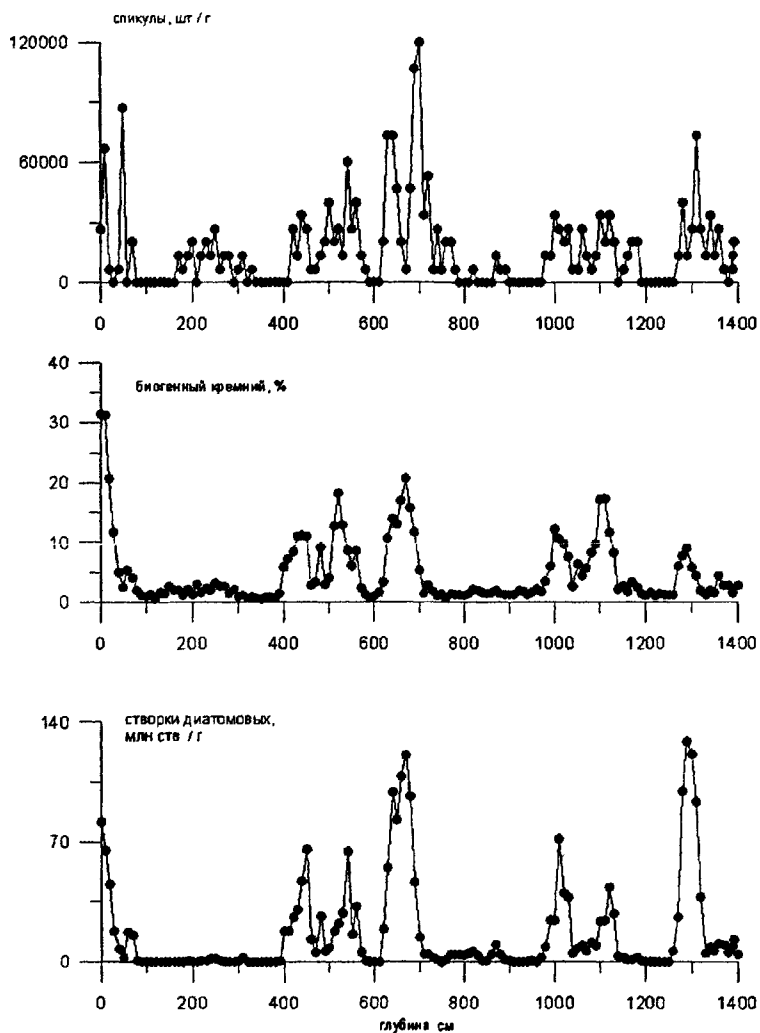 спикулы, шт / г
120000
60000
0
0 200 400 600 800 1000 1200 1400
биогенный кремний, %
40
30
20
10
0
0 200 400 600 800 1000 1200 1400
створки диатомовых,
млн ств / г
140
70
0
0 200 400 600 800 1000 1200 1400
глубина см